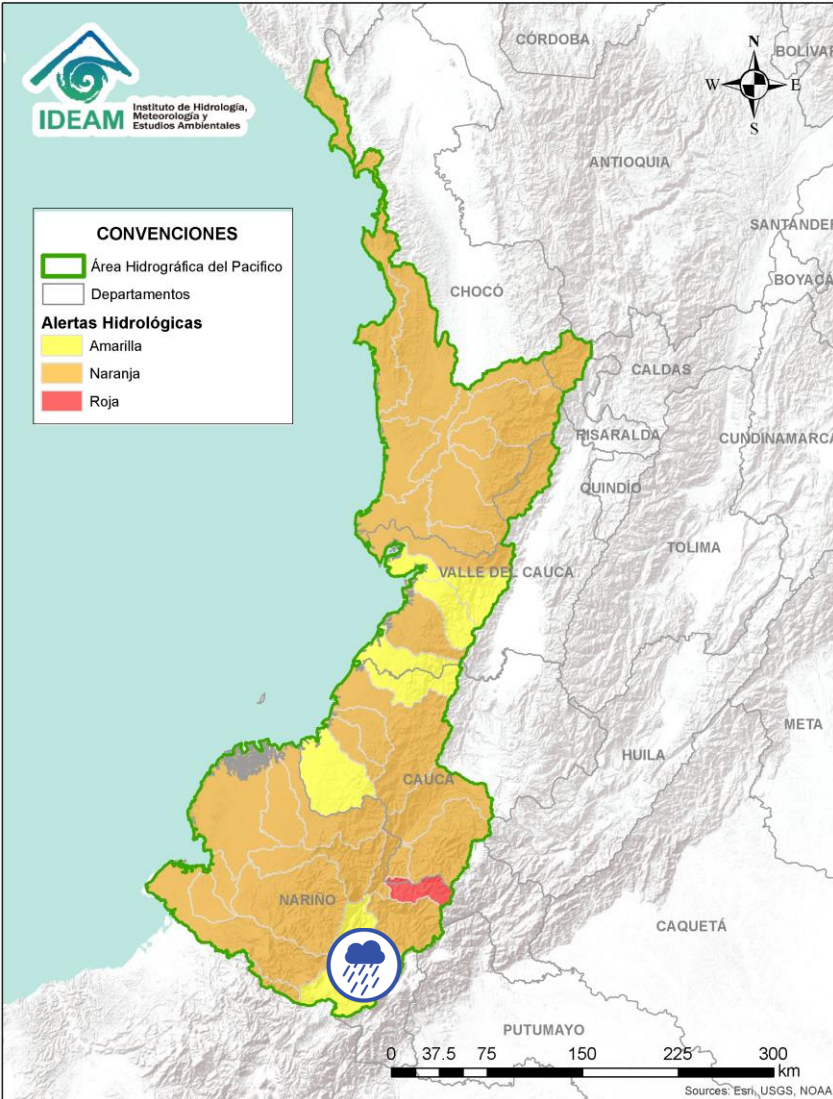 IDEAM
Instituto de Hidrología,
Meteorología y
Estudios Ambientales
CÓRDOBA
BOLÍVAR
N
W
E
S
ANTIOQUIA
SANTANDER
BOYACÁ
CONVENCIONES
Área Hidrográfica del Pacifico
Departamentos
Alertas Hidrológicas
Amarilla
Naranja
Roja
CHOCÓ
CALDAS
RISARALDA
CUNDINAMARCA
QUINDÍO
TOLIMA
VALLE DEL CAUCA
META
HUILA
CAUCA
NARIÑO
CAQUETÁ
PUTUMAYO
0 37.5 75 150 225 300
km
Sources: Esri, USGS, NOAA